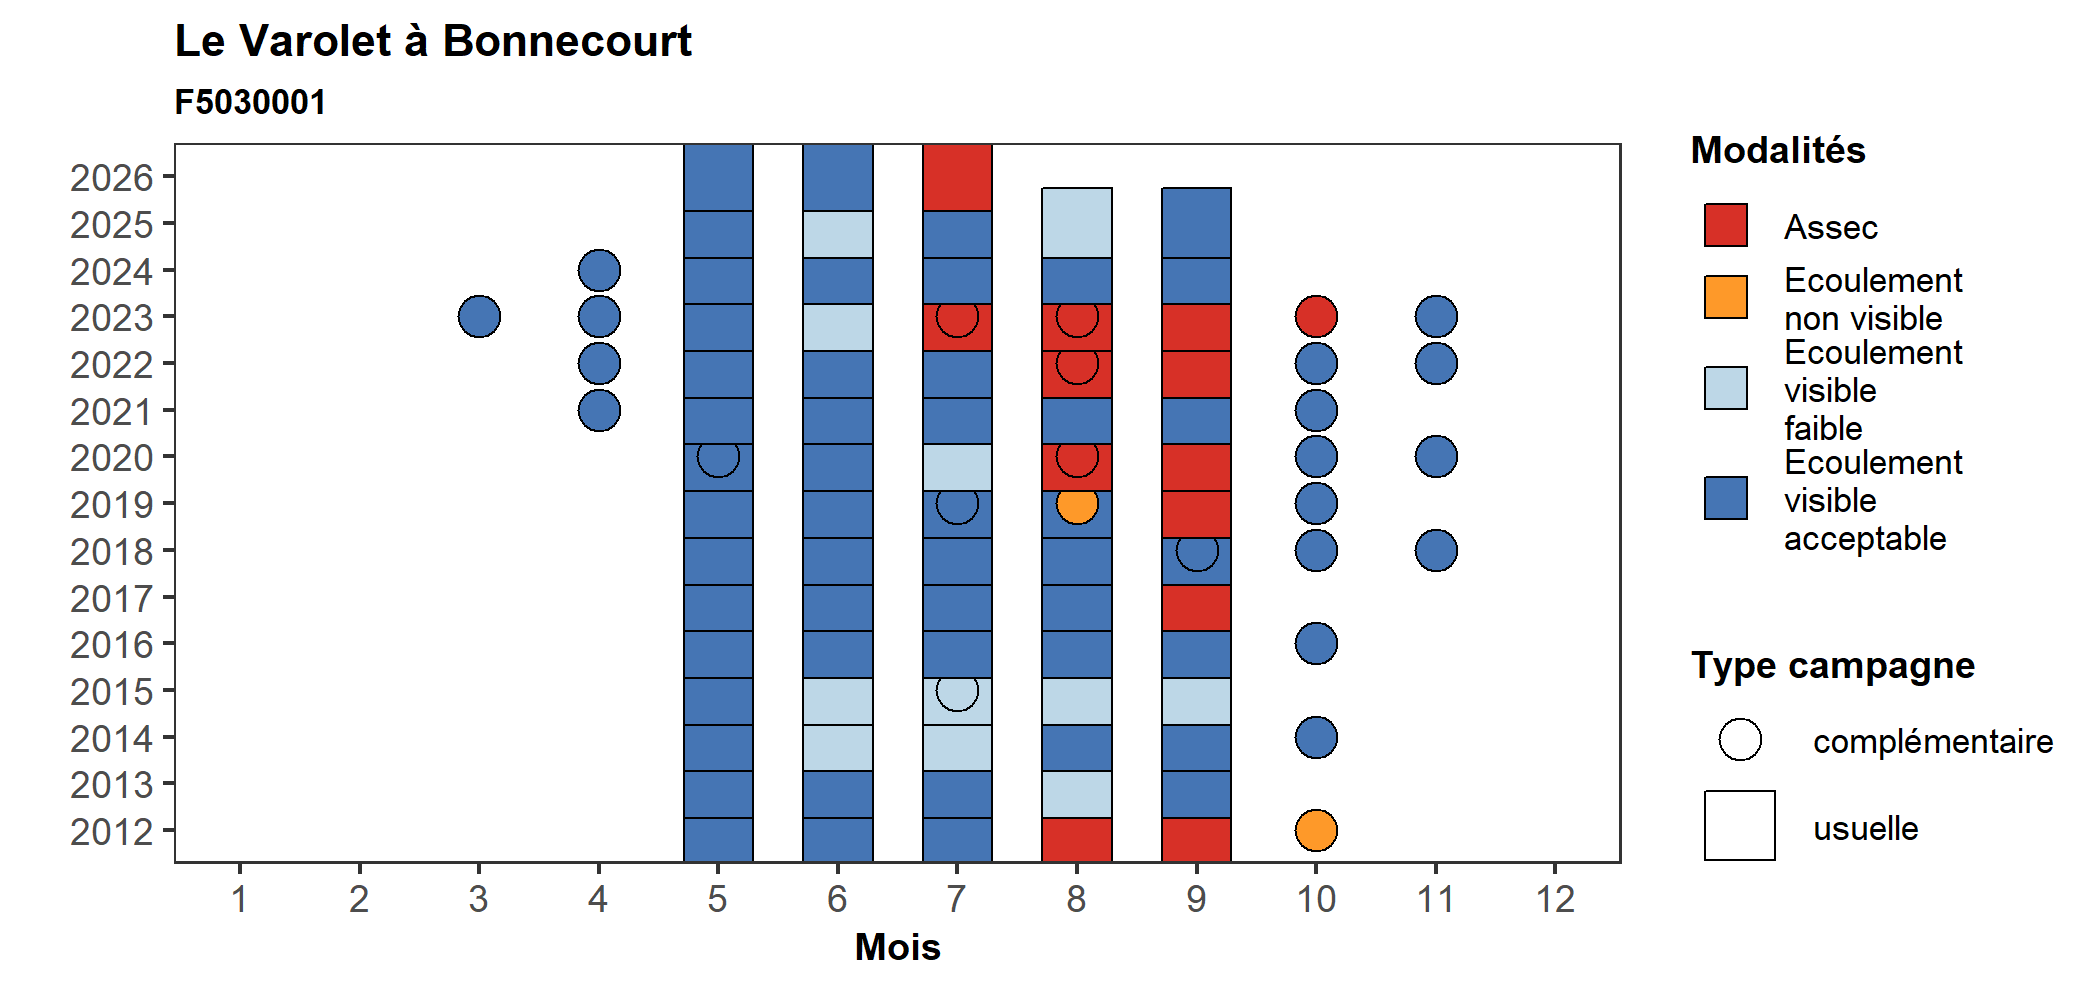 Le Varolet à Bonnecourt
F5030001
2026
2025
2024
2023
2022
2021
2020
2019
2018
2017
2016
2015
2014
2013
2012
1 2 3 4 5 6 7 8 9 10 11 12
Mois
Modalités
Assec
Ecoulement
non visible
Ecoulement
visible
faible
Ecoulement
visible
acceptable
Type campagne
complémentaire
usuelle